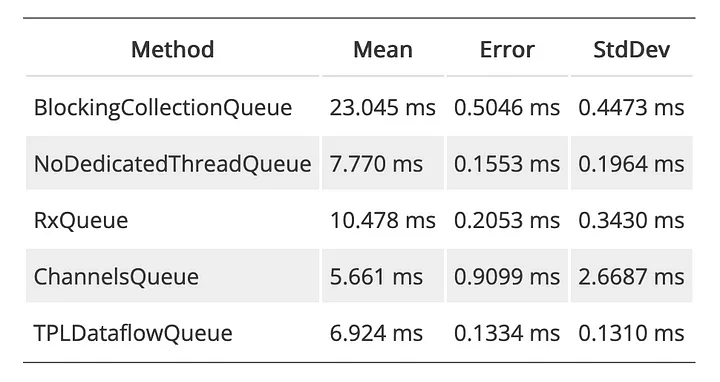 Method Mean Error StdDev
BlockingCollectionQueue 23.045 ms 0.5046 ms 0.4473 ms
NoDedicatedThreadQueue 7.770 ms 0.1553 ms 0.1964 ms
RxQueue 10.478 ms 0.2053 ms 0.3430 ms
ChannelsQueue 5.661 ms 0.9099 ms 2.6687 ms
TPLDataflowQueue 6.924 ms 0.1334 ms 0.1310 ms